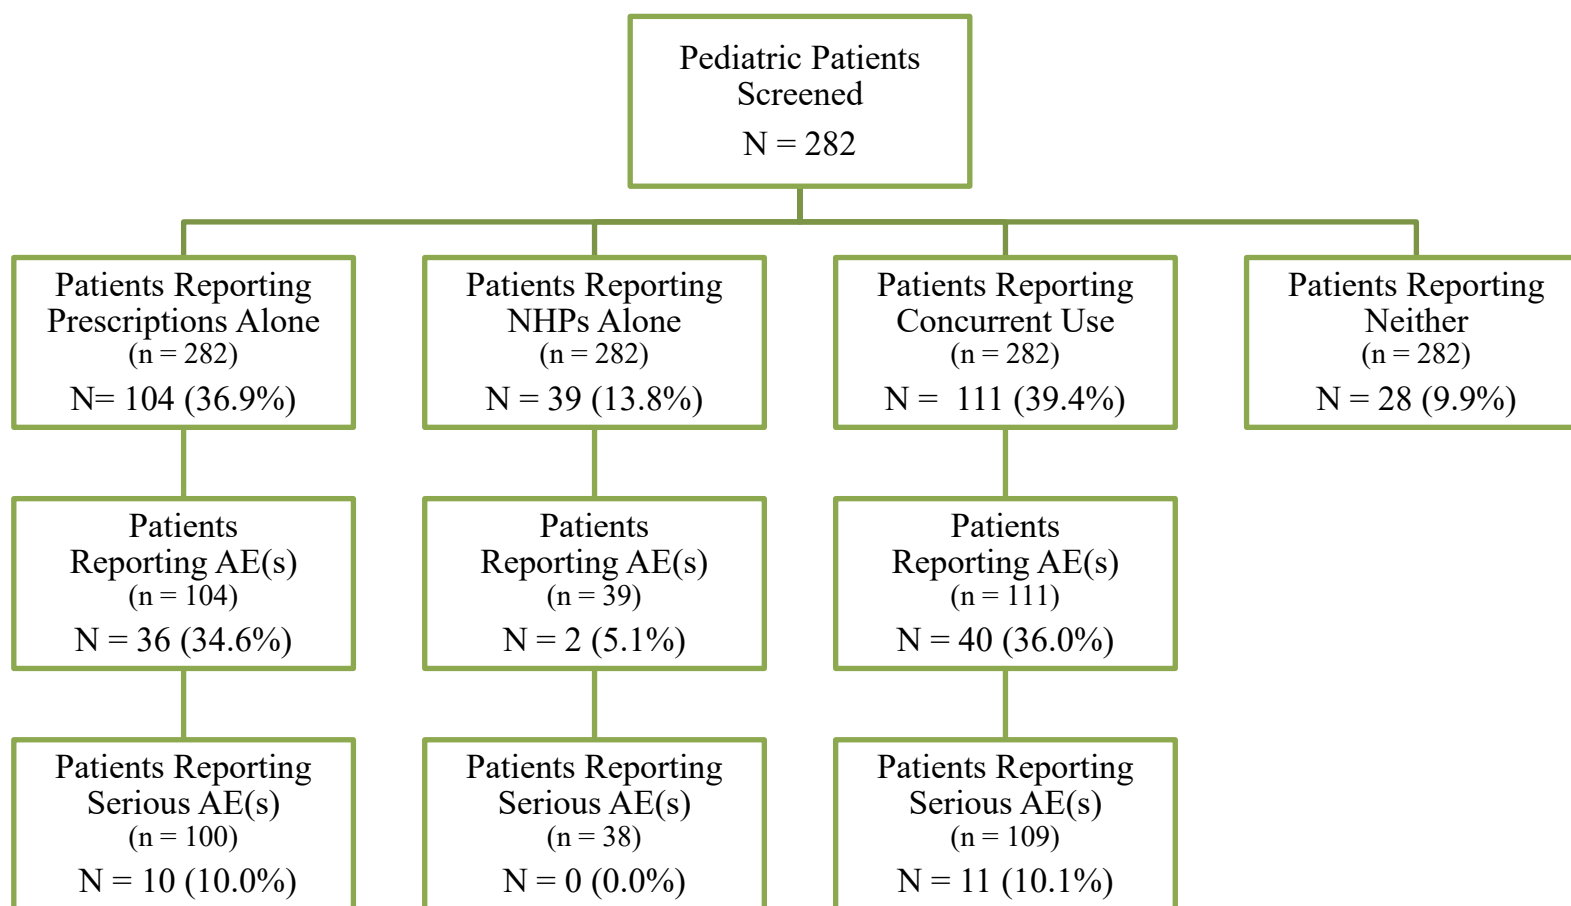 Pediatric Patients
Screened
N = 282
Patients Reporting
Prescriptions Alone
(n = 282)
N= 104 (36.9%)
Patients Reporting
NHPs Alone
(n = 282)
N = 39 (13.8%)
Patients Reporting
Concurrent Use
(n = 282)
N =  111 (39.4%)
Patients Reporting
Neither
(n = 282)
N = 28 (9.9%)
Patients
Reporting AE(s)
(n = 104)
N = 36 (34.6%)
Patients
Reporting AE(s)
(n = 39)
N = 2 (5.1%)
Patients
Reporting AE(s)
(n = 111)
N = 40 (36.0%)
Patients Reporting
Serious AE(s)
(n = 100)
N = 10 (10.0%)
Patients Reporting
Serious AE(s)
(n = 38)
N = 0 (0.0%)
Patients Reporting
Serious AE(s)
(n = 109)
N = 11 (10.1%)